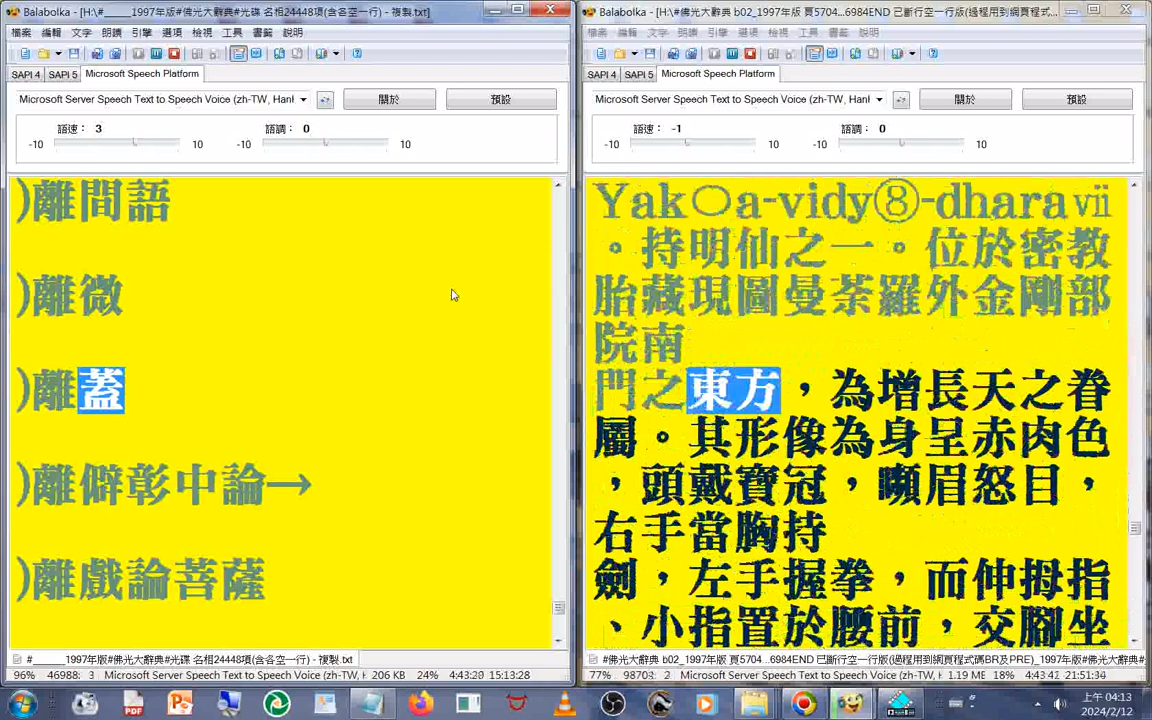 Balabolka - [H:\#_____1997年版#佛光大辭典#光碟 名相24448項(含各空一行) - 複製.txt]
檔案 編輯 文字 朗讀 引擎 選項 檢視 工具 書籤 說明
SAPI 4 SAPI 5 Microsoft Speech Platform
Microsoft Server Speech Text to Speech Voice (zh-TW, Hanl
關於
預設
語速： 3
語調： 0
-10 10 -10 10
)離間語
)離微
)離蓋
)離僻彰中論→
)離戲論菩薩
#_____1997年版#佛光大辭典#光碟 名相24448項(含各空一行) - 複製.txt
96% 46988: 3 Microsoft Server Speech Text to Speech Voice (zh-TW, H 206 KB 24% 4:43:29 15:13:28
Balabolka - [H:\#佛光大辭典 b02_1997年版 頁5704...6984END 已斷行空一行版(過程用到網頁程式...
檔案 編輯 文字 朗讀 引擎 選項 檢視 工具 書籤 說明
SAPI 4 SAPI 5 Microsoft Speech Platform
Microsoft Server Speech Text to Speech Voice (zh-TW, Hanl
關於
預設
語速： -1
語調： 0
-10 10 -10 10
Yak〇a-vidy⑧-dharaⅶ
。持明仙之一。位於密教
胎藏現圖曼荼羅外金剛部
院南
門之東方，為增長天之眷
屬。其形像為身呈赤肉色
，頭戴寶冠，顰眉怒目，
右手當胸持
劍，左手握拳，而伸拇指
、小指置於腰前，交腳坐
#佛光大辭典 b02_1997年版 頁5704...6984END 已斷行空一行版(過程用到網頁程式碼BR及PRE)_1997年版#佛光大辭典#
77% 98703: 2 Microsoft Server Speech Text to Speech Voice (zh-TW, H 1.19 ME 18% 4:43:42 21:51:34
上午 04:13
2024/2/12